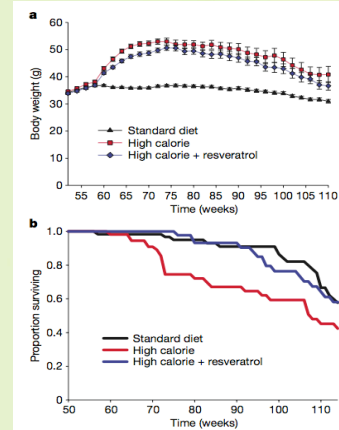 a
60
50
40
30
20
10
0
Body weight (g)
Standard diet
High calorie
High calorie + resveratrol
55 60 65 70 75 80 85 90 95 100 105 110
Time (weeks)
b
1.0
0.8
0.6
0.4
0.2
0
Proportion surviving
Standard diet
High calorie
High calorie + resveratrol
50 60 70 80 90 100 110
Time (weeks)